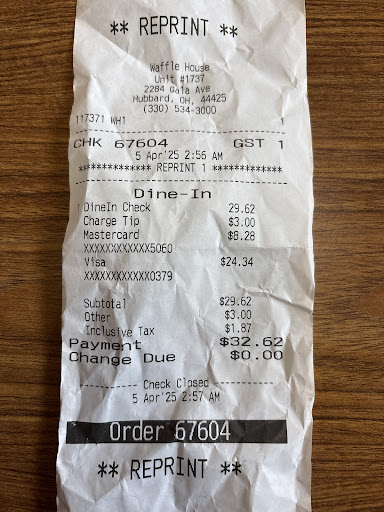 ** REPRINT **
Waffle House
Unit #1737
2284 Gala Ave
Hubbard, OH, 44425
(330) 534-3000
117371 WH1 1
CHK 67604 GST 1
5 Apr'25 2:56 AM
************** REPRINT 1 *************
Dine-In
1 DineIn Check 29.62
Charge Tip $3.00
Mastercard $8.28
XXXXXXXXXXXX5060
Visa $24.34
XXXXXXXXXXXX0379
Subtotal $29.62
Other $3.00
Inclusive Tax $1.87
Payment $32.62
Change Due $0.00
------- Check Closed -------
5 Apr'25 2:57 AM
Order 67604
** REPRINT **